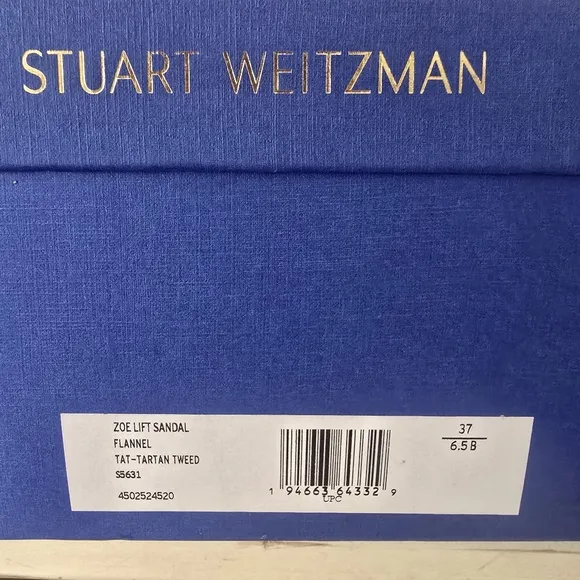 STUART WEITZMAN
ZOE LIFT SANDAL
FLANNEL
TAT-TARTAN TWEED
S5631
4502524520
1 94663 64332 9
UPC
37
6.5 B